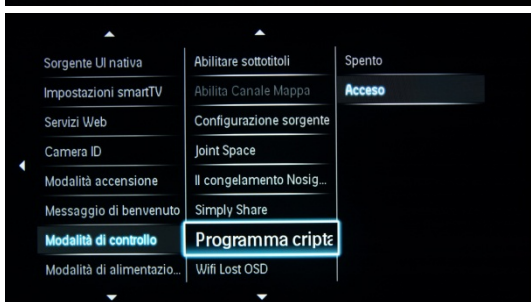 Sorgente UI nativa
Impostazioni smartTV
Servizi Web
Camera ID
Modalità accensione
Messaggio di benvenuto
Modalità di controllo
Modalità di alimentazio...
Abilitare sottotitoli
Abilita Canale Mappa
Configurazione sorgente
Joint Space
Il congelamento Nosig...
Simply Share
Programma cripta
Wifi Lost OSD
Spento
Acceso